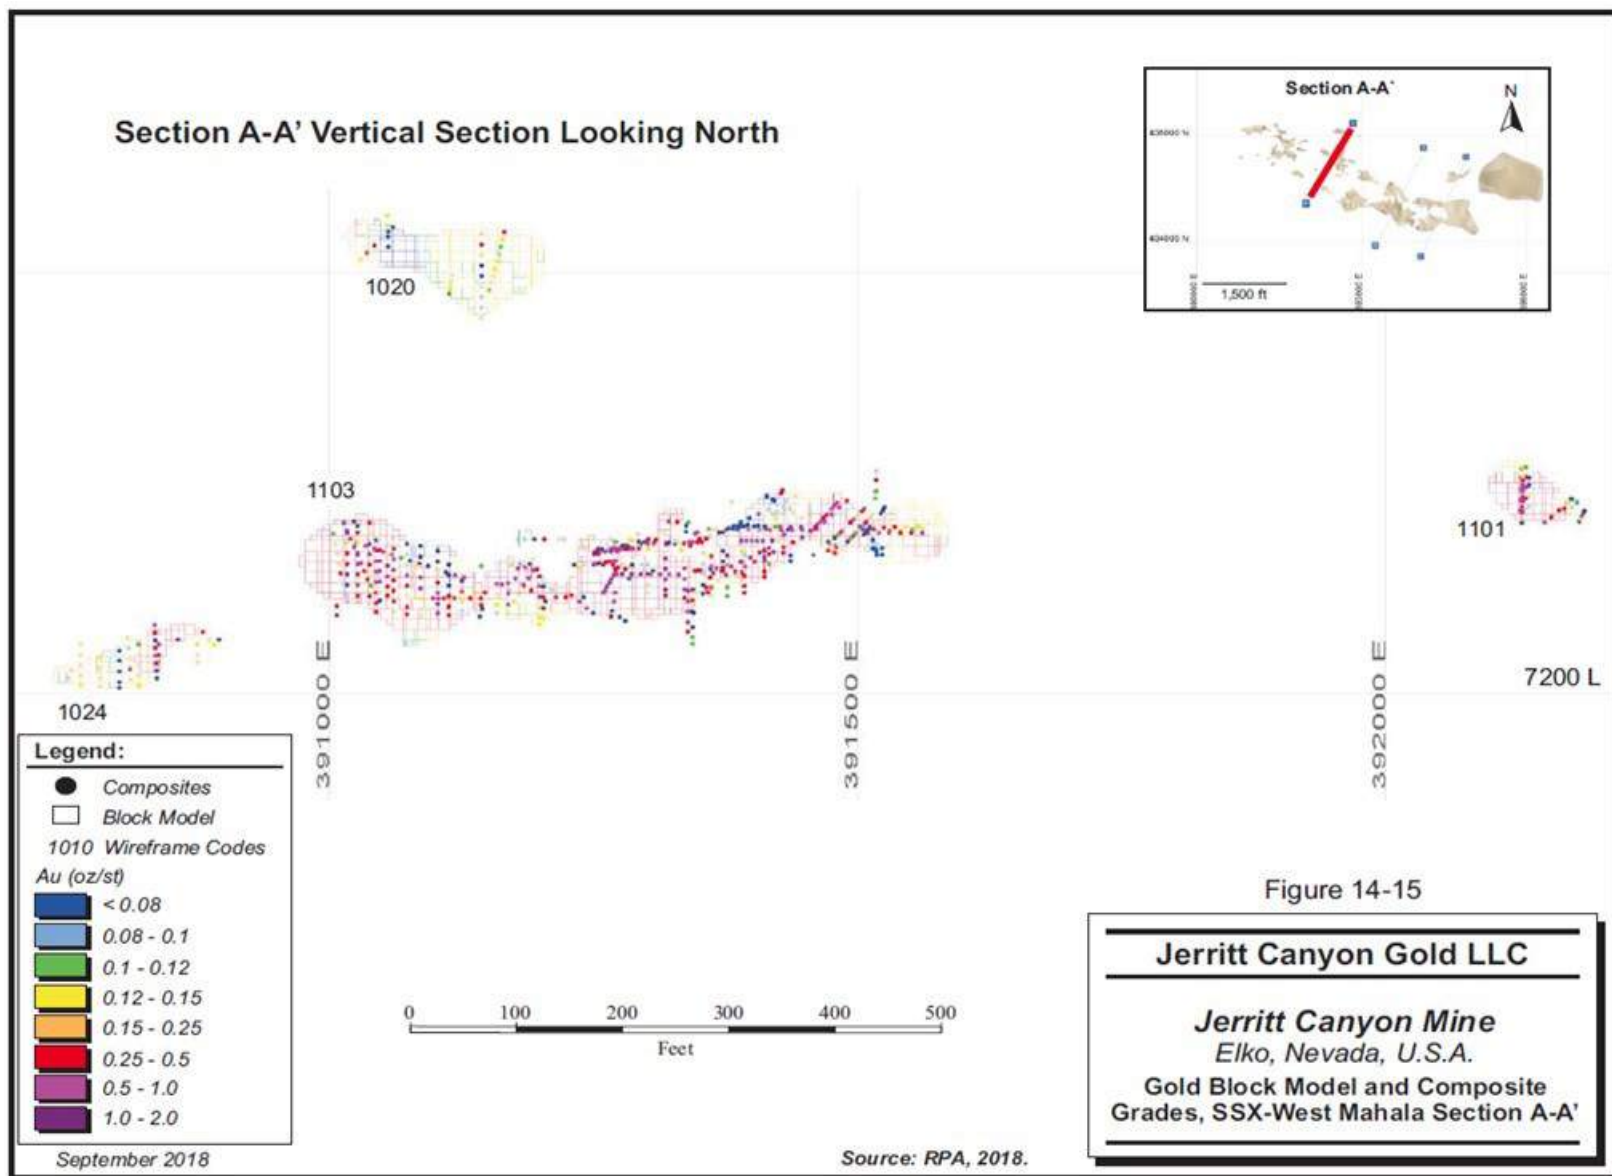 Section A-A' Vertical Section Looking North
Section A-A'
N
1,500 ft
1020
1103
1101
1024
7200 L
391000 E
391500 E
392000 E
Legend:
Composites
Block Model
1010 Wireframe Codes
Au (oz/st)
< 0.08
0.08 - 0.1
0.1 - 0.12
0.12 - 0.15
0.15 - 0.25
0.25 - 0.5
0.5 - 1.0
1.0 - 2.0
September 2018
0 100 200 300 400 500
Feet
Source: RPA, 2018.
Figure 14-15
Jerritt Canyon Gold LLC
Jerritt Canyon Mine
Elko, Nevada, U.S.A.
Gold Block Model and Composite
Grades, SSX-West Mahala Section A-A'